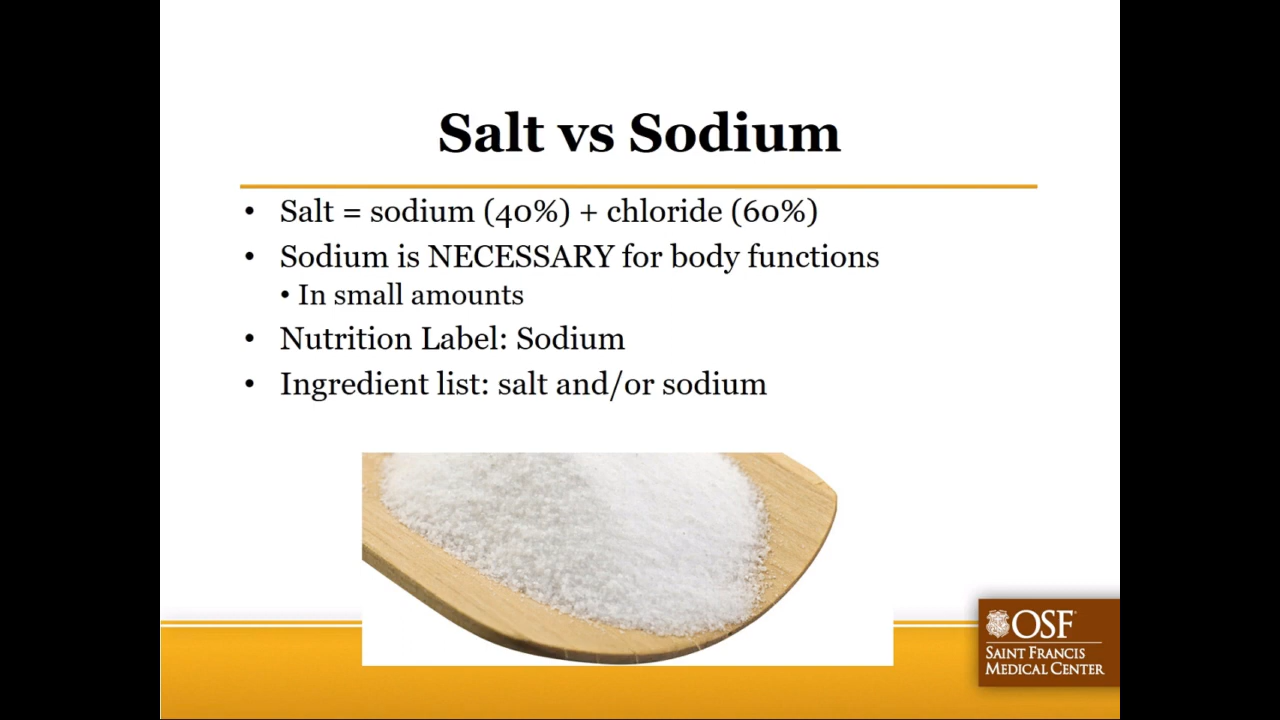 Salt vs Sodium
• Salt = sodium (40%) + chloride (60%)
• Sodium is NECESSARY for body functions
• In small amounts
• Nutrition Label: Sodium
• Ingredient list: salt and/or sodium
OSF
SAINT FRANCIS
MEDICAL CENTER